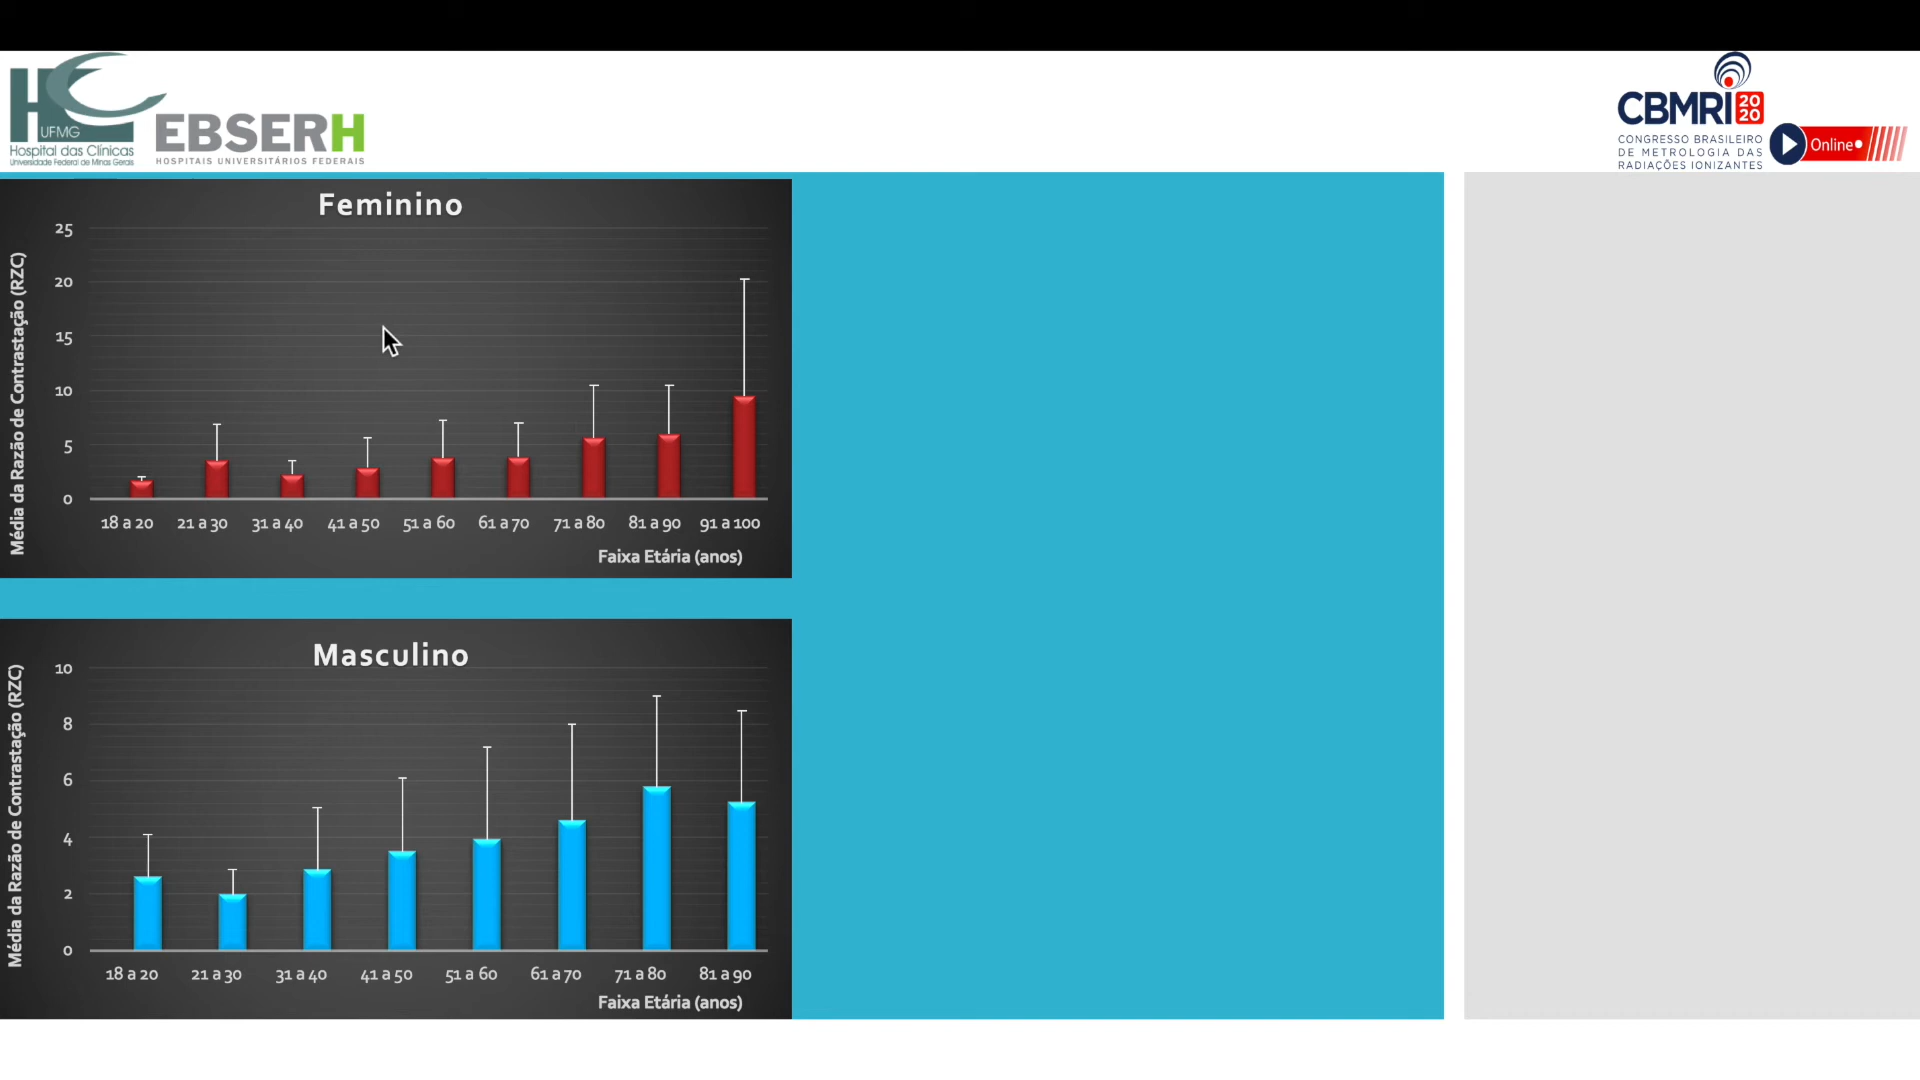 HC
UFMG
Hospital das Clínicas
Universidade Federal de Minas Gerais
EBSERH
HOSPITAIS UNIVERSITÁRIOS FEDERAIS
CBMRI 2020
CONGRESSO BRASILEIRO
DE METROLOGIA DAS
RADIAÇÕES IONIZANTES
Online
Feminino
Média da Razão de Contrastação (RZC)
25
20
15
10
5
0
18 a 20 21 a 30 31 a 40 41 a 50 51 a 60 61 a 70 71 a 80 81 a 90 91 a 100
Faixa Etária (anos)
Masculino
Média da Razão de Contrastação (RZC)
10
8
6
4
2
0
18 a 20 21 a 30 31 a 40 41 a 50 51 a 60 61 a 70 71 a 80 81 a 90
Faixa Etária (anos)